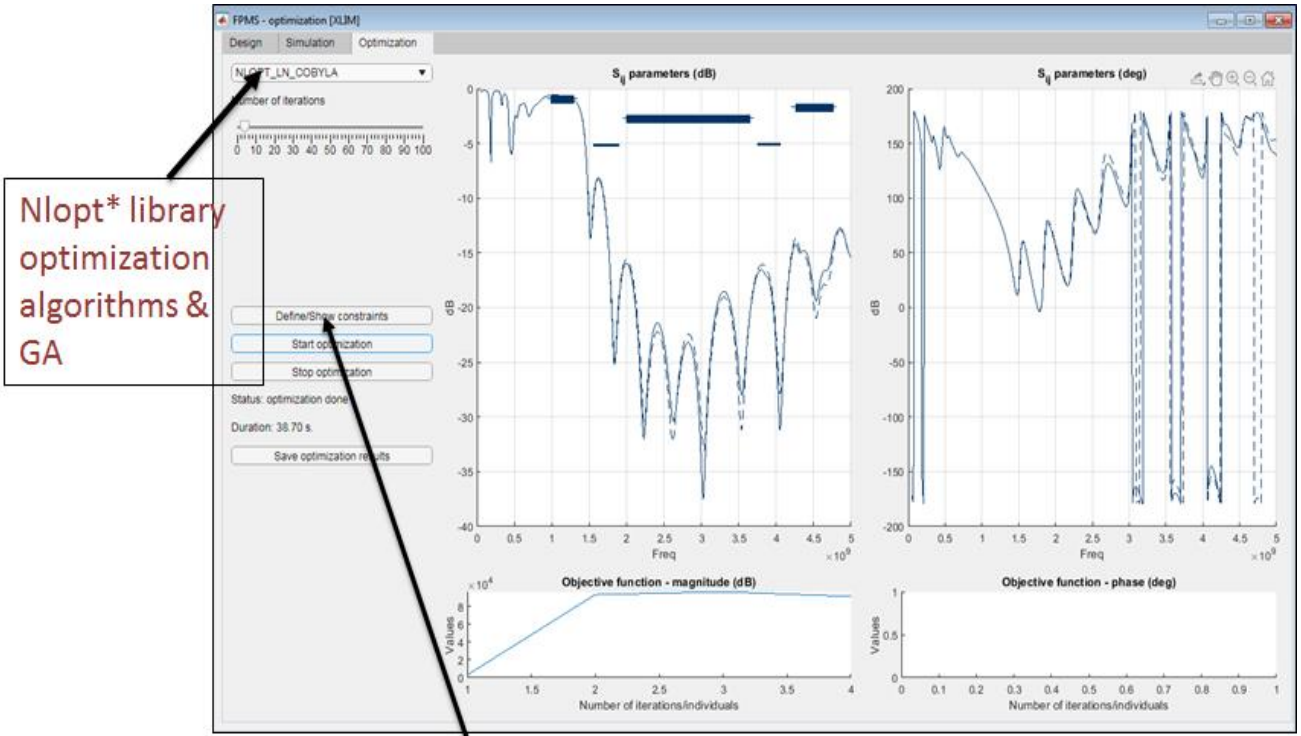 FPMS - optimization [XLIM]
Design Simulation Optimization
NLOPT_LN_COBYLA
Number of iterations
0 10 20 30 40 50 60 70 80 90 100
Nlopt* library
optimization
algorithms &
GA
Define/Show constraints
Start optimization
Stop optimization
Status: optimization done
Duration: 38.70 s.
Save optimization results
Sij parameters (dB)
dB
0
-5
-10
-15
-20
-25
-30
-35
-40
0 0.5 1 1.5 2 2.5 3 3.5 4 4.5 5
Freq
×10⁹
Sij parameters (deg)
dB
200
150
100
50
0
-50
-100
-150
-200
0 0.5 1 1.5 2 2.5 3 3.5 4 4.5 5
Freq
×10⁹
Objective function - magnitude (dB)
×10⁴
Values
8
6
4
2
0
1 1.5 2 2.5 3 3.5 4
Number of iterations/individuals
Objective function - phase (deg)
Values
1
0.5
0
0 0.1 0.2 0.3 0.4 0.5 0.6 0.7 0.8 0.9 1
Number of iterations/individuals